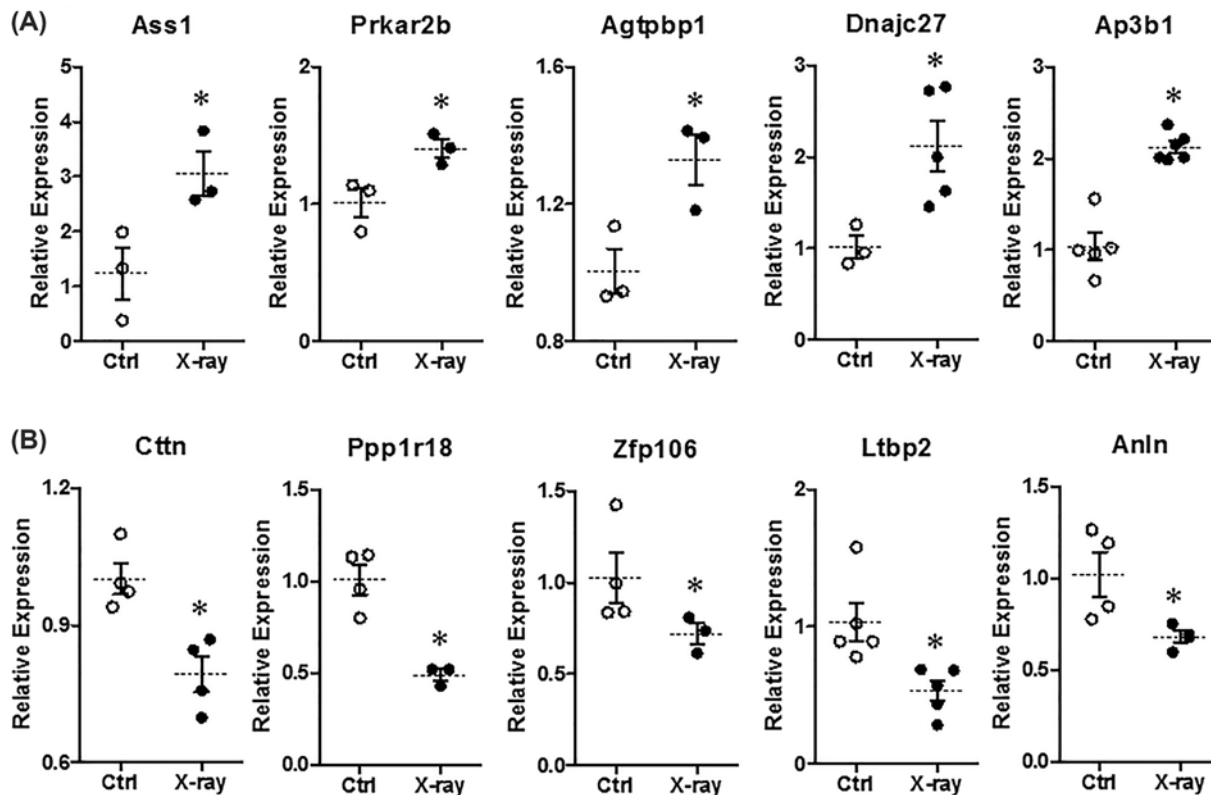 (A)
Ass1 Prkar2b Agtpbp1 Dnajc27 Ap3b1
Relative Expression
5
4
3
2
1
0
Ctrl X-ray
*
Relative Expression
2
1
0
Ctrl X-ray
*
Relative Expression
1.6
1.2
0.8
Ctrl X-ray
*
Relative Expression
3
2
1
0
Ctrl X-ray
*
Relative Expression
3
2
1
0
Ctrl X-ray
*
(B)
Cttn Ppp1r18 Zfp106 Ltbp2 Anln
Relative Expression
1.2
0.9
0.6
Ctrl X-ray
*
Relative Expression
1.5
1.0
0.5
0.0
Ctrl X-ray
*
Relative Expression
1.5
1.0
0.5
0.0
Ctrl X-ray
*
Relative Expression
2
1
0
Ctrl X-ray
*
Relative Expression
1.5
1.0
0.5
0.0
Ctrl X-ray
*